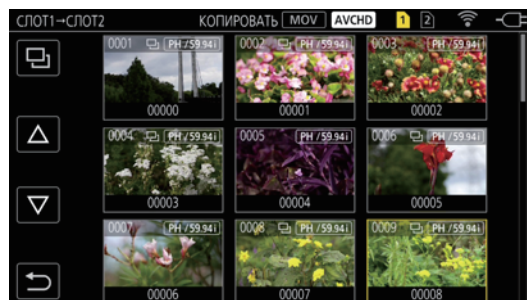 СЛОТ1→СЛОТ2 КОПИРОВАТЬ MOV AVCHD 1 2
0001 PH /59.94i 0002 PH /59.94i 0003 PH /59.94i
00000 00001 00002
0004 PH /59.94i 0005 PH /59.94i 0006 PH /59.94i
00003 00004 00005
0007 PH /59.94i 0008 PH /59.94i 0009 PH /59.94i
00006 00007 00008